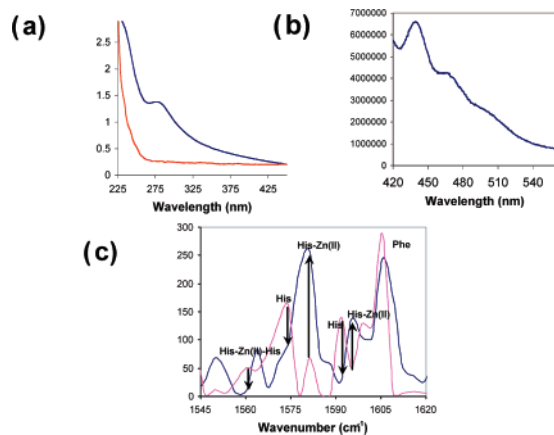 (a)
2.5
2
1.5
1
0.5
0
225 275 325 375 425
Wavelength (nm)
(b)
7000000
6000000
5000000
4000000
3000000
2000000
1000000
0
420 450 480 510 540
Wavelength (nm)
(c)
300
250
200
150
100
50
0
His-Zn(II)
Phe
His
His
His-Zn(II)
His-Zn(II)-His
1545 1560 1575 1590 1605 1620
Wavenumber (cm⁻¹)